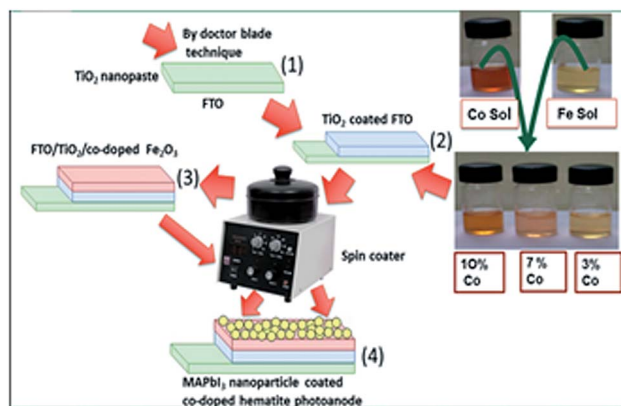 By doctor blade
technique
TiO₂ nanopaste
(1)
FTO
Co Sol
Fe Sol
TiO₂ coated FTO
(2)
FTO/TiO₂/co-doped Fe₂O₃
(3)
Spin coater
10%
Co
7%
Co
3%
Co
(4)
MAPbI₃ nanoparticle coated
co-doped hematite photoanode